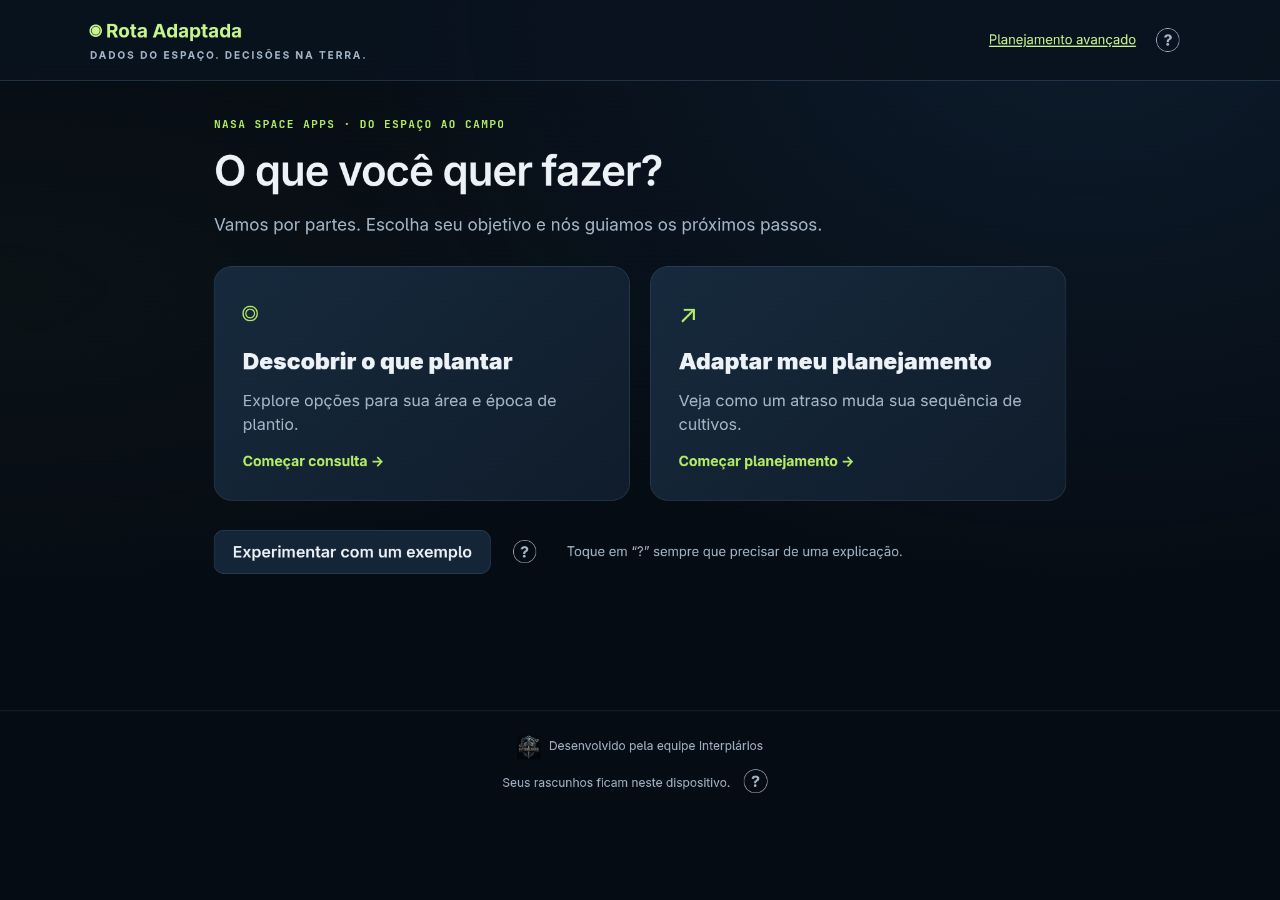 Rota Adaptada
DADOS DO ESPAÇO. DECISÕES NA TERRA.
Planejamento avançado
?
NASA SPACE APPS · DO ESPAÇO AO CAMPO
O que você quer fazer?
Vamos por partes. Escolha seu objetivo e nós guiamos os próximos passos.
Descobrir o que plantar
Explore opções para sua área e época de
plantio.
Começar consulta →
Adaptar meu planejamento
Veja como um atraso muda sua sequência de
cultivos.
Começar planejamento →
Experimentar com um exemplo
?
Toque em “?” sempre que precisar de uma explicação.
Desenvolvido pela equipe Interplários
Seus rascunhos ficam neste dispositivo.
?